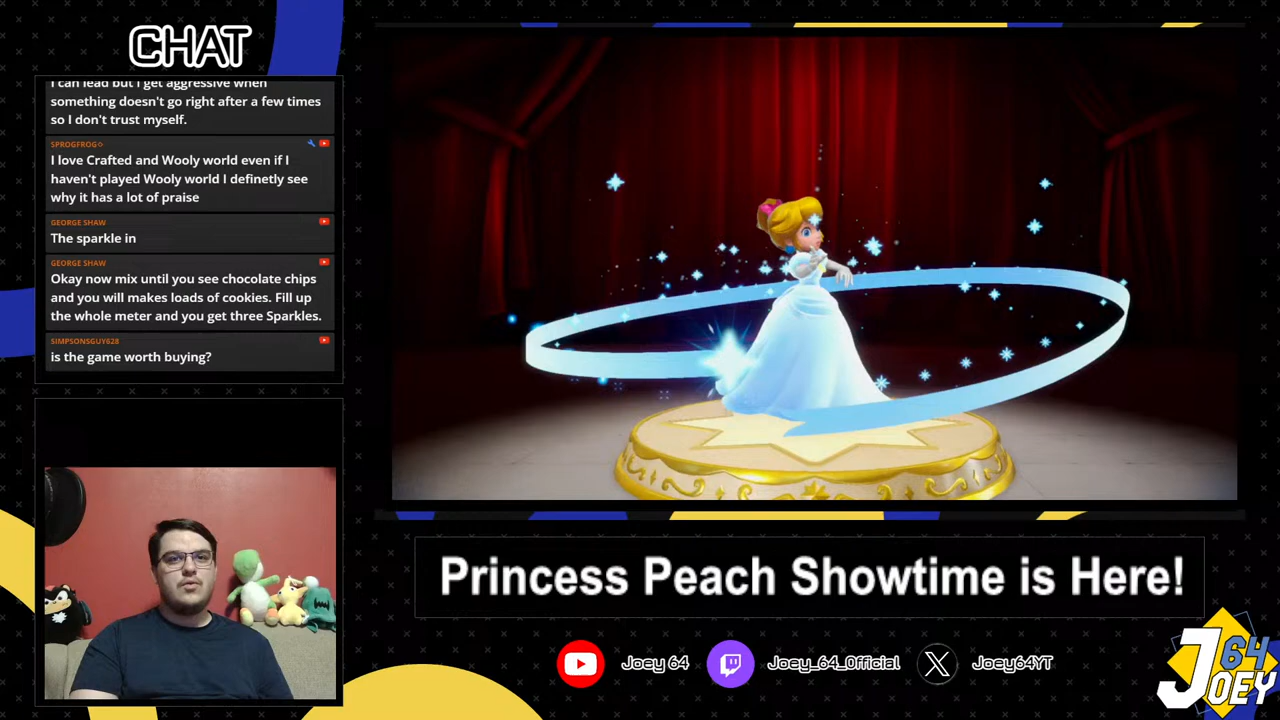 CHAT
I can lead but I get aggressive when
something doesn't go right after a few times
so I don't trust myself.
SPROGFROG
I love Crafted and Wooly world even if I
haven't played Wooly world I definetly see
why it has a lot of praise
GEORGE SHAW
The sparkle in
GEORGE SHAW
Okay now mix until you see chocolate chips
and you will makes loads of cookies. Fill up
the whole meter and you get three Sparkles.
SIMPSONSGUY628
is the game worth buying?
Princess Peach Showtime is Here!
Joey 64
Joey_64_Official
Joey64YT
64
JOEY